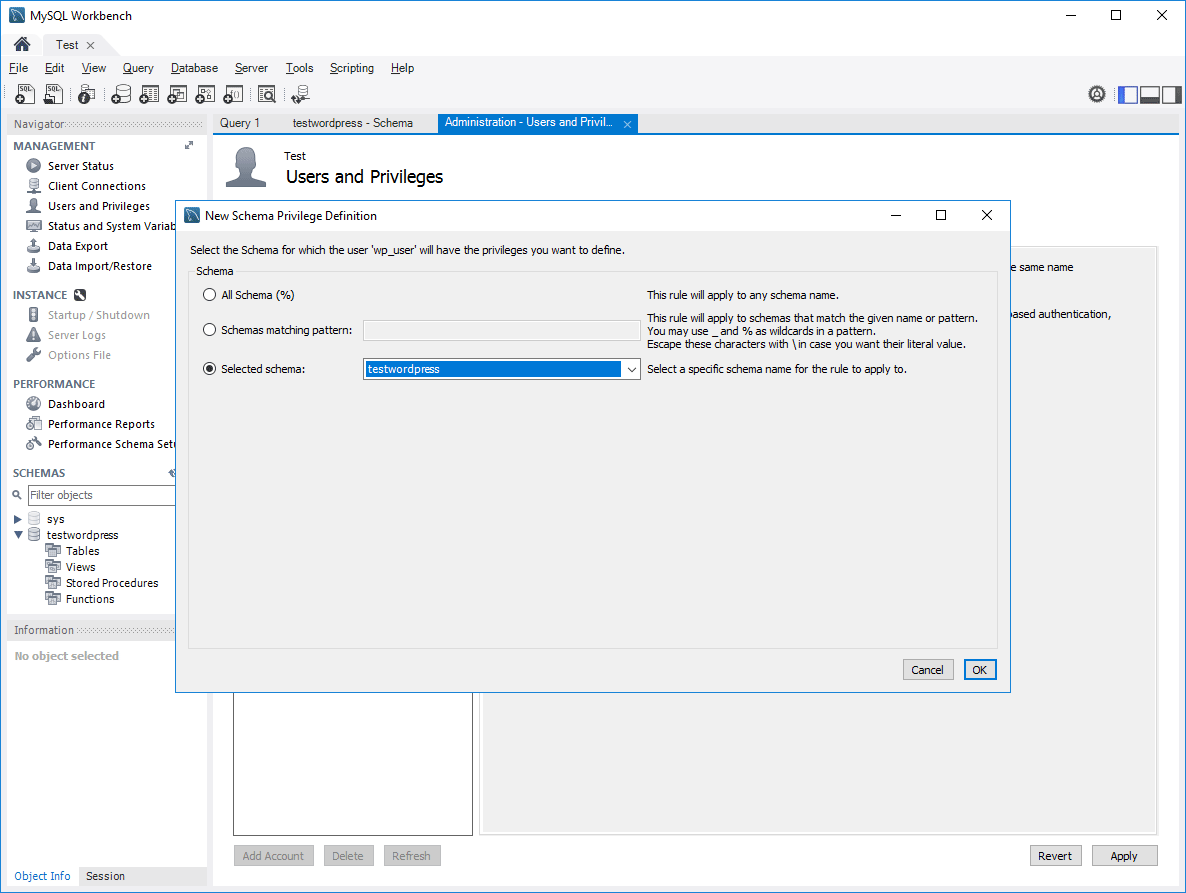 MySQL Workbench
Test
File Edit View Query Database Server Tools Scripting Help
SQL SQL
Navigator
Query 1 testwordpress - Schema Administration - Users and Privil...
MANAGEMENT
Server Status
Client Connections
Users and Privileges
Status and System Variab
Data Export
Data Import/Restore
INSTANCE
Startup / Shutdown
Server Logs
Options File
PERFORMANCE
Dashboard
Performance Reports
Performance Schema Setu
SCHEMAS
Filter objects
sys
testwordpress
Tables
Views
Stored Procedures
Functions
Information
No object selected
Object Info Session
Test
Users and Privileges
e same name
based authentication,
New Schema Privilege Definition
Select the Schema for which the user 'wp_user' will have the privileges you want to define.
Schema
All Schema (%) This rule will apply to any schema name.
Schemas matching pattern: This rule will apply to schemas that match the given name or pattern.
You may use _ and % as wildcards in a pattern.
Escape these characters with \ in case you want their literal value.
Selected schema: testwordpress Select a specific schema name for the rule to apply to.
Cancel OK
Add Account Delete Refresh Revert Apply